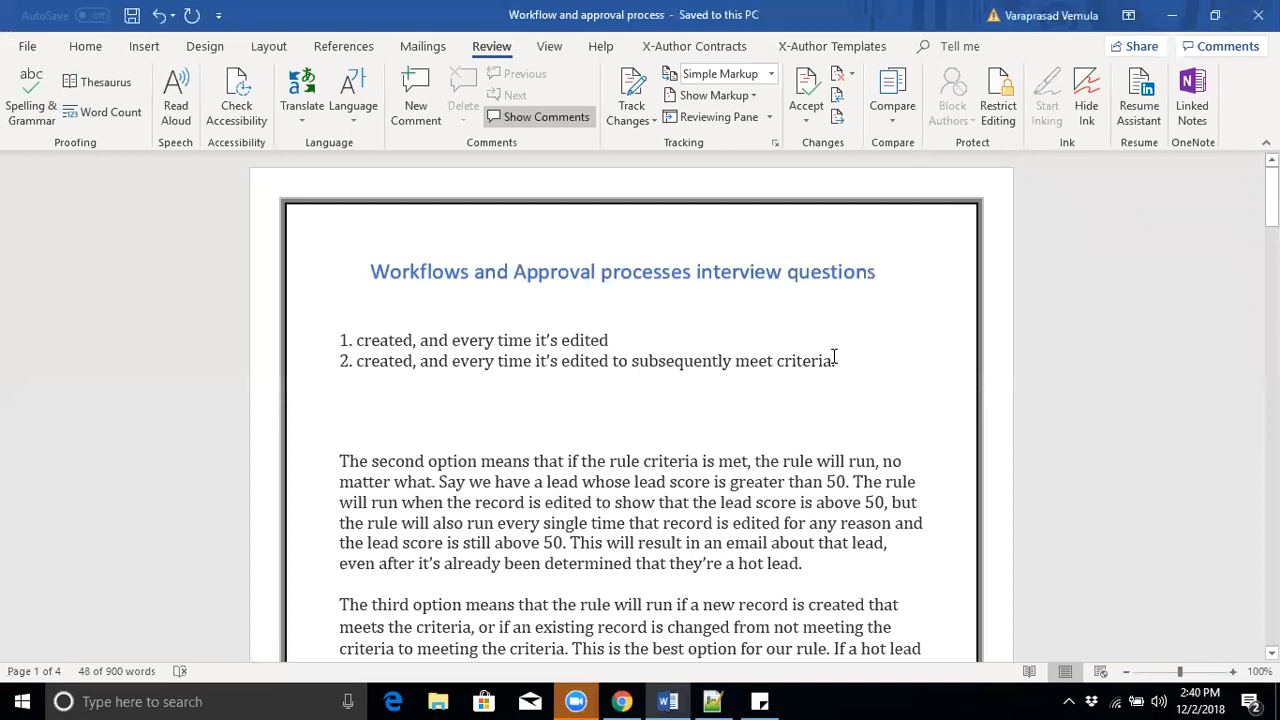 AutoSave Off
Workflow and approval process - Saved to this PC
Varaprasad Vemula
File Home Insert Design Layout References Mailings Review View Help X-Author Contracts X-Author Templates Tell me Share Comments
Spelling & Grammar
Thesaurus
Word Count
Proofing
Read Aloud
Speech
Check Accessibility
Accessibility
Translate
Language
Language
New Comment
Delete
Previous
Next
Show Comments
Comments
Track Changes
Simple Markup
Show Markup
Reviewing Pane
Tracking
Accept
Changes
Compare
Compare
Block Authors
Restrict Editing
Protect
Start Inking
Hide Ink
Ink
Resume Assistant
Resume
Linked Notes
OneNote
Workflows and Approval processes interview questions
1. created, and every time it's edited
2. created, and every time it's edited to subsequently meet criteria.
The second option means that if the rule criteria is met, the rule will run, no
matter what. Say we have a lead whose lead score is greater than 50. The rule
will run when the record is edited to show that the lead score is above 50, but
the rule will also run every single time that record is edited for any reason and
the lead score is still above 50. This will result in an email about that lead,
even after it's already been determined that they're a hot lead.
The third option means that the rule will run if a new record is created that
meets the criteria, or if an existing record is changed from not meeting the
criteria to meeting the criteria. This is the best option for our rule. If a hot lead
Page 1 of 4 48 of 900 words 100%
Type here to search
2:40 PM
12/2/2018
2